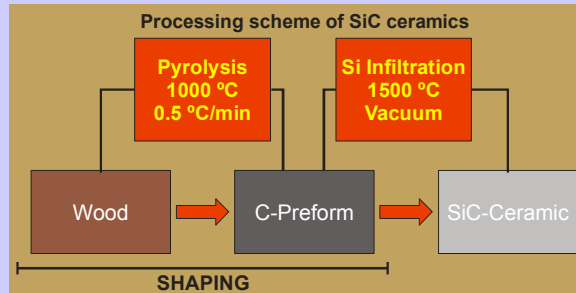 Processing scheme of SiC ceramics
Pyrolysis
1000 ºC
0.5 ºC/min
Si Infiltration
1500 ºC
Vacuum
Wood
C-Preform
SiC-Ceramic
SHAPING